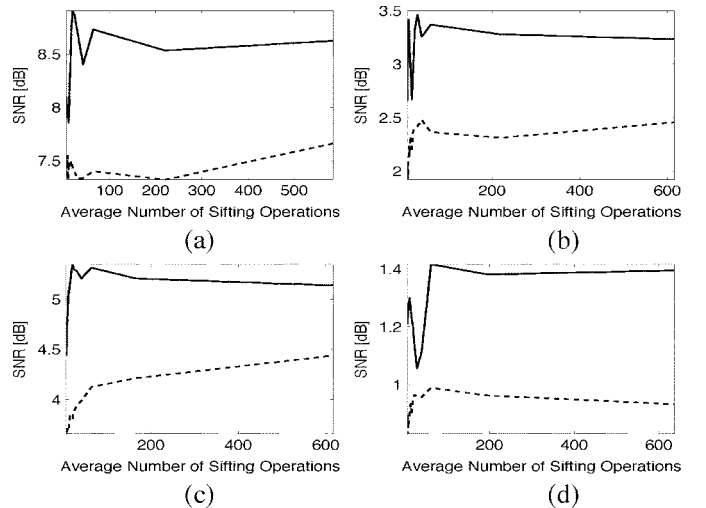 SNR [dB]
8.5
8
7.5
100 200 300 400 500
Average Number of Sifting Operations
(a)
SNR [dB]
3.5
3
2.5
2
200 400 600
Average Number of Sifting Operations
(b)
SNR [dB]
5
4.5
4
200 400 600
Average Number of Sifting Operations
(c)
SNR [dB]
1.4
1.2
1
200 400 600
Average Number of Sifting Operations
(d)